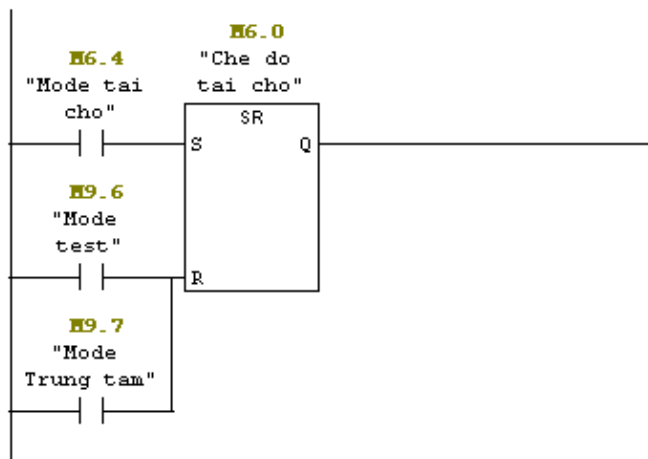 M6.0
M6.4
"Che do
"Mode tai
tai cho"
cho"
SR
S
Q
M9.6
"Mode
test"
R
M9.7
"Mode
Trung tam"